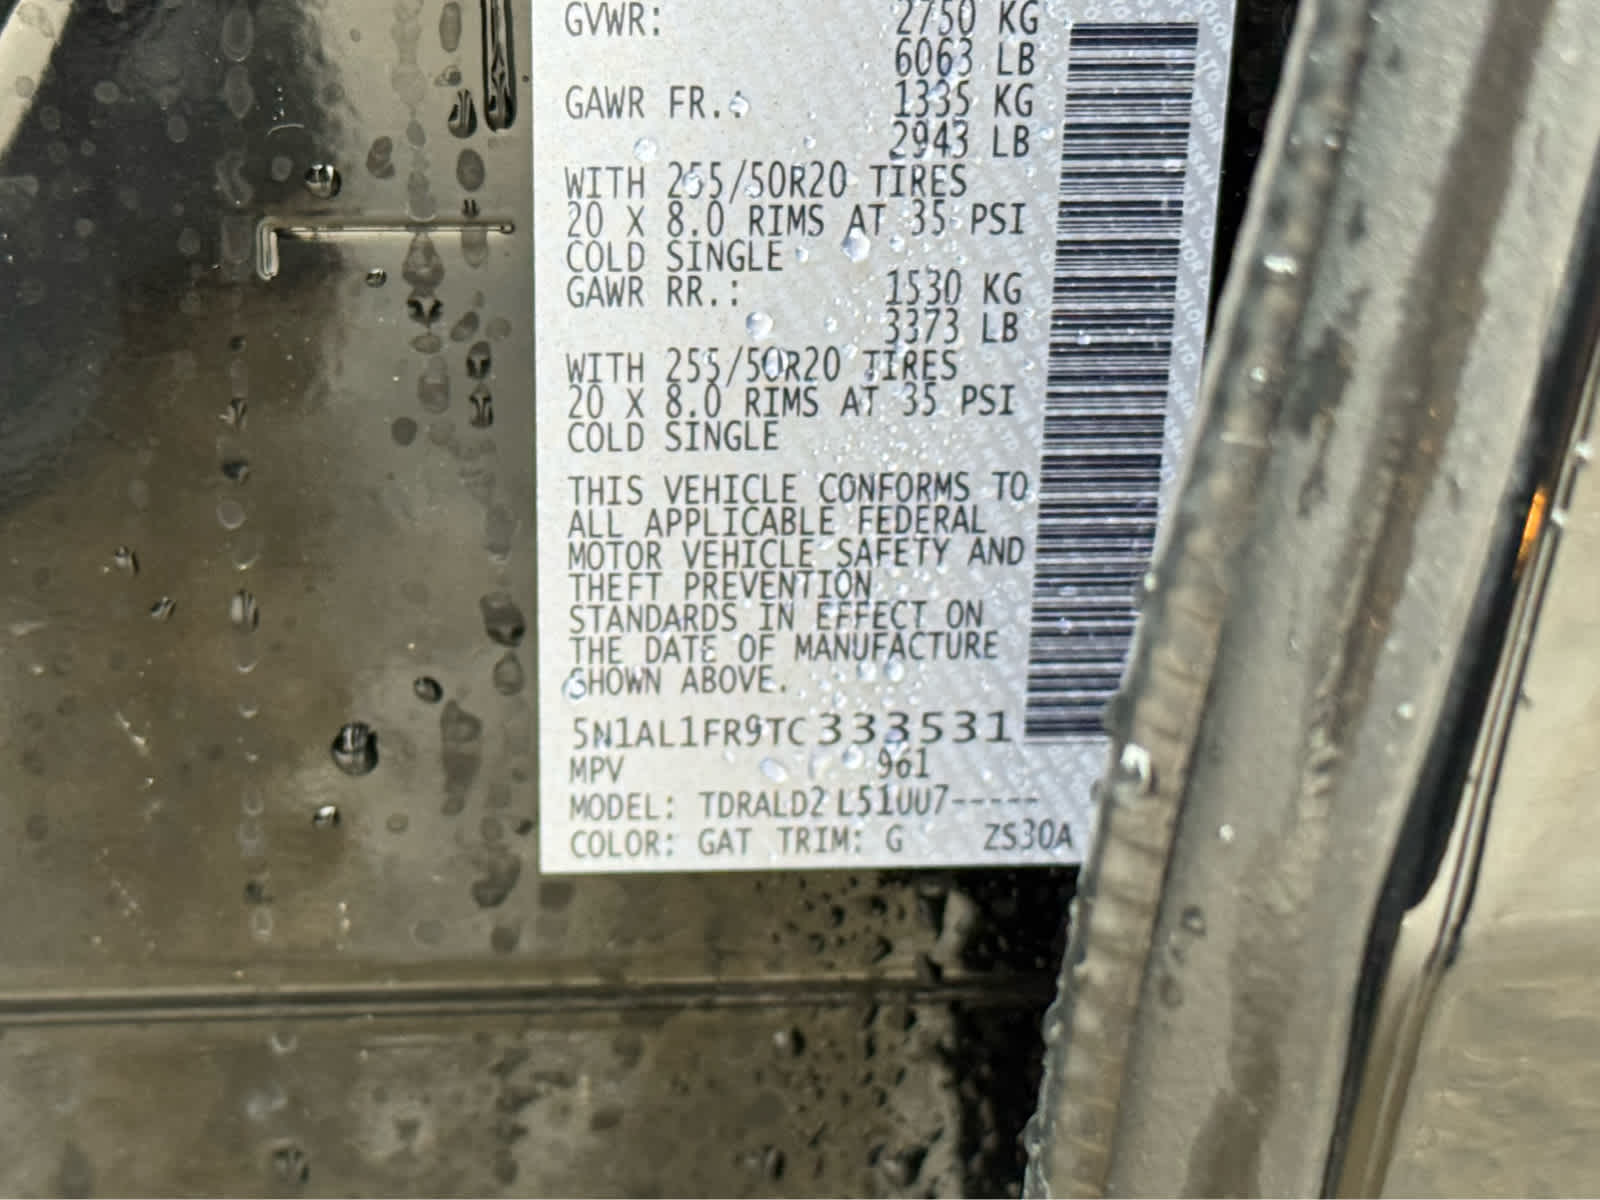 GVWR: 2750 KG
6063 LB
GAWR FR.: 1335 KG
2943 LB
WITH 255/50R20 TIRES
20 X 8.0 RIMS AT 35 PSI
COLD SINGLE
GAWR RR.: 1530 KG
3373 LB
WITH 255/50R20 TIRES
20 X 8.0 RIMS AT 35 PSI
COLD SINGLE
THIS VEHICLE CONFORMS TO
ALL APPLICABLE FEDERAL
MOTOR VEHICLE SAFETY AND
THEFT PREVENTION
STANDARDS IN EFFECT ON
THE DATE OF MANUFACTURE
SHOWN ABOVE.
5N1AL1FR9TC333531
MPV 961
MODEL: TDRALD2 L51UU7-----
COLOR: GAT TRIM: G ZS30A